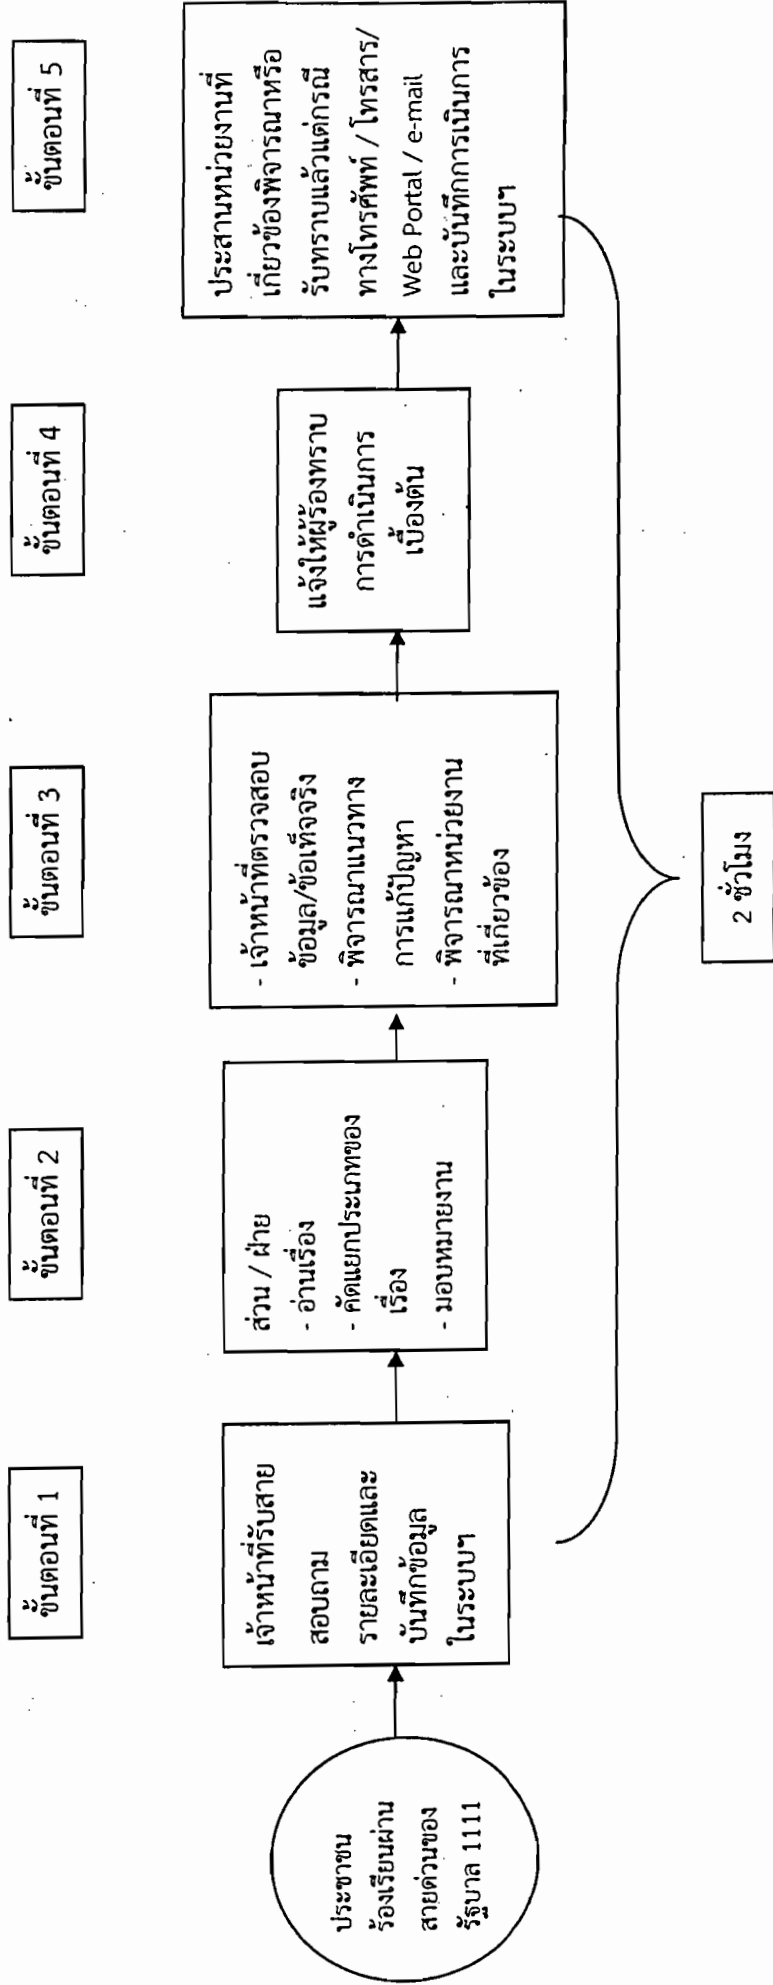 ขั้นตอนที่ 1
ขั้นตอนที่ 2
ขั้นตอนที่ 3
ขั้นตอนที่ 4
ขั้นตอนที่ 5
ประชาชน
ร้องเรียนผ่าน
สายด่วนของ
รัฐบาล 1111
เจ้าหน้าที่รับสาย
สอบถาม
รายละเอียดและ
บันทึกข้อมูล
ในระบบฯ
ส่วน / ฝ่าย
- อ่านเรื่อง
- คัดแยกประเภทของ
เรื่อง
- มอบหมายงาน
- เจ้าหน้าที่ตรวจสอบ
ข้อมูล/ข้อเท็จจริง
- พิจารณาแนวทาง
การแก้ปัญหา
- พิจารณาหน่วยงาน
ที่เกี่ยวข้อง
แจ้งให้ผู้ร้องทราบ
การดำเนินการ
เบื้องต้น
ประสานหน่วยงานที่
เกี่ยวข้องพิจารณาหรือ
รับทราบแล้วแต่กรณี
ทางโทรศัพท์ / โทรสาร/
Web Portal / e-mail
และบันทึกการเนินการ
ในระบบฯ
2 ชั่วโมง